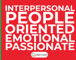 INTERPERSONAL
PEOPLE
ORIENTED
EMOTIONAL
PASSIONATE